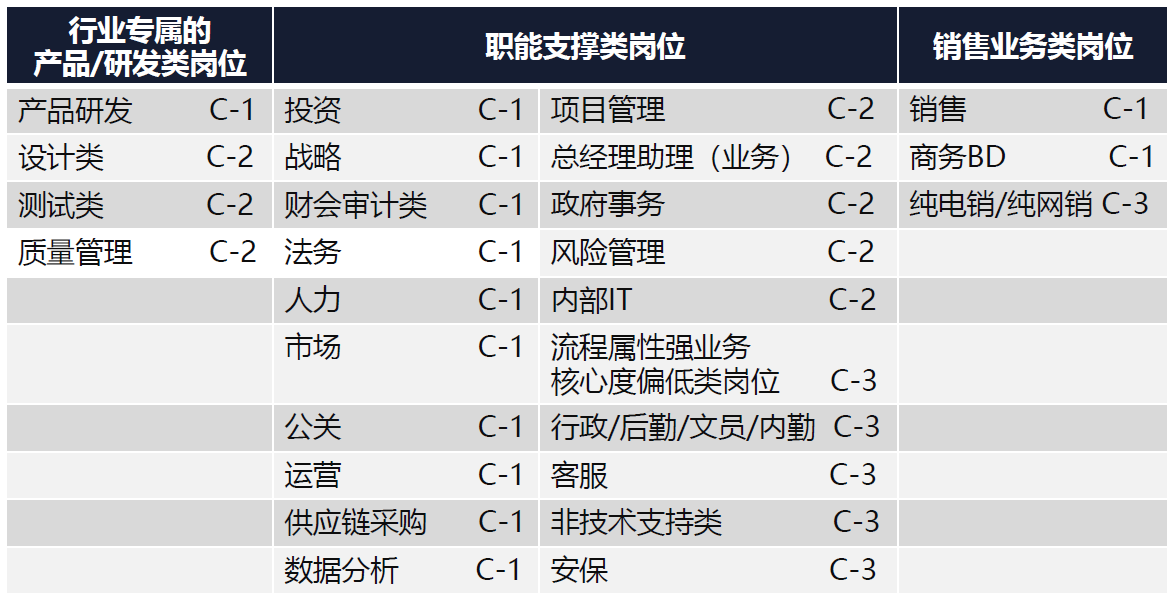 行业专属的
产品/研发类岗位
职能支撑类岗位
销售业务类岗位
产品研发 C-1 投资 C-1 项目管理 C-2 销售 C-1
设计类 C-2 战略 C-1 总经理助理（业务） C-2 商务BD C-1
测试类 C-2 财会审计类 C-1 政府事务 C-2 纯电销/纯网销 C-3
质量管理 C-2 法务 C-1 风险管理 C-2
人力 C-1 内部IT C-2
市场 C-1 流程属性强业务
核心度偏低类岗位 C-3
公关 C-1 行政/后勤/文员/内勤 C-3
运营 C-1 客服 C-3
供应链采购 C-1 非技术支持类 C-3
数据分析 C-1 安保 C-3